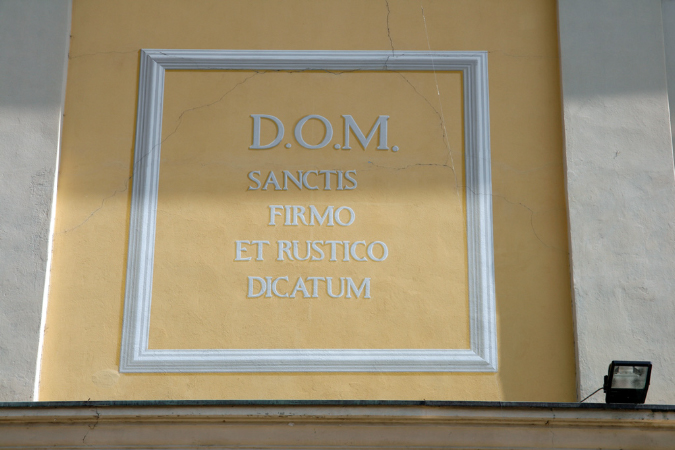 D.O.M.
SANCTIS
FIRMO
ET RUSTICO
DICATUM